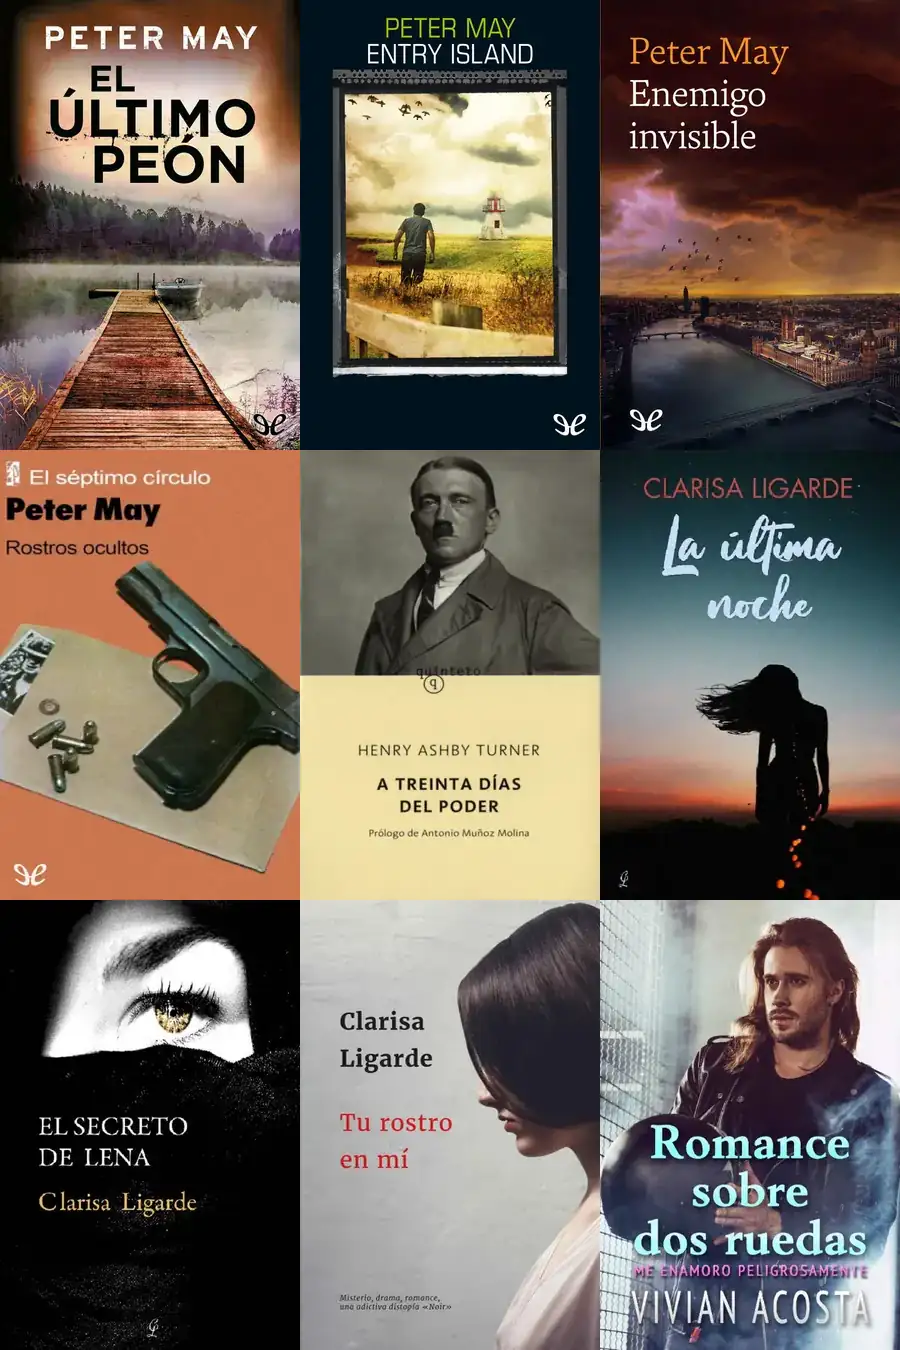 PETER MAY
EL
ÚLTIMO
PEÓN
PETER MAY
ENTRY ISLAND
Peter May
Enemigo
invisible
El séptimo círculo
Peter May
Rostros ocultos
quinteto
q
HENRY ASHBY TURNER
A TREINTA DÍAS
DEL PODER
Prólogo de Antonio Muñoz Molina
CLARISA LIGARDE
La última
noche
EL SECRETO
DE LENA
Clarisa Ligarde
Clarisa
Ligarde
Tu rostro
en mí
Misterio, drama, romance,
una adictiva distopía «Noir»
Romance
sobre
dos ruedas
ME ENAMORO PELIGROSAMENTE
VIVIAN ACOSTA